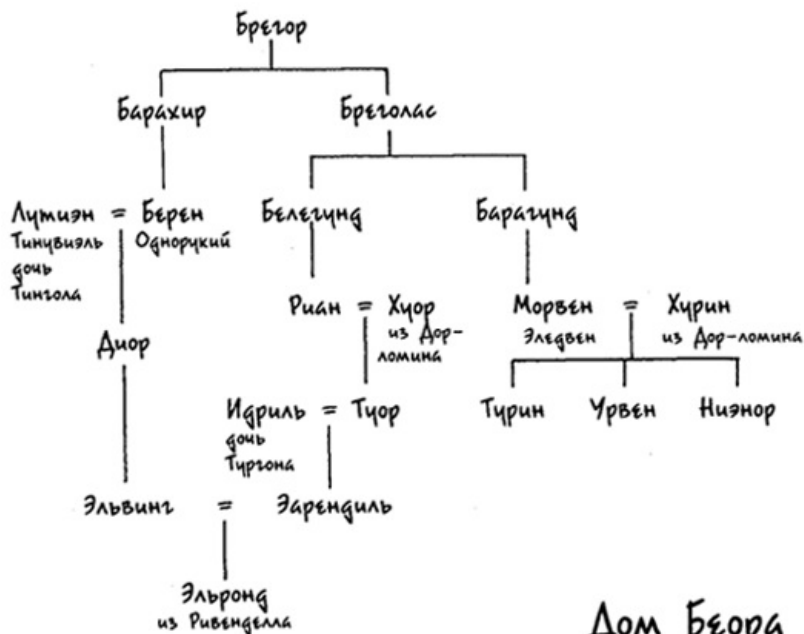 Брегор
Барахир Бреголас
Лутиэн = Берен Белегунд Барагунд
Тинувиэль Однорукий
дочь
Тингола
Риан = Хуор Морвен = Хурин
из Дор- Эледвен из Дор-ломина
ломина
Диор
Идриль = Туор Турин Урвен Ниэнор
дочь
Тургона
Эльвинг = Эарендиль
Эльронд
из Ривенделла
Дом Беора